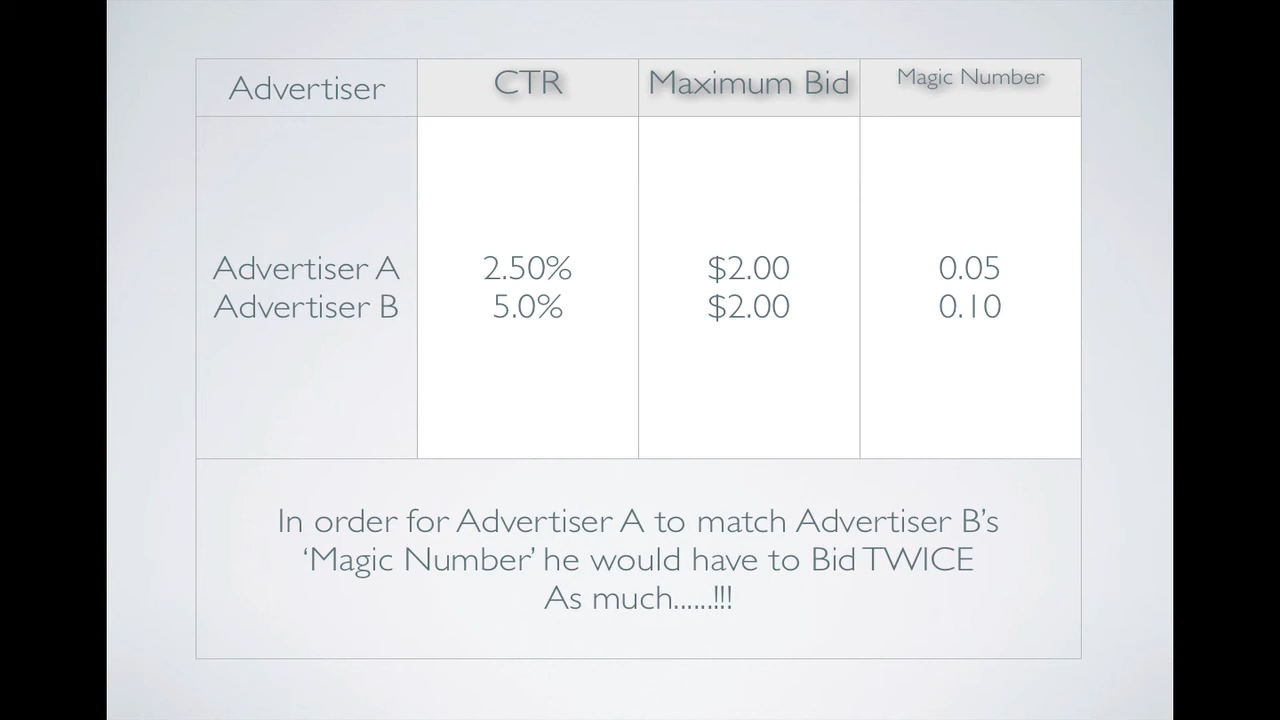 Advertiser CTR Maximum Bid Magic Number
Advertiser A 2.50% $2.00 0.05
Advertiser B 5.0% $2.00 0.10
In order for Advertiser A to match Advertiser B’s
‘Magic Number’ he would have to Bid TWICE
As much......!!!